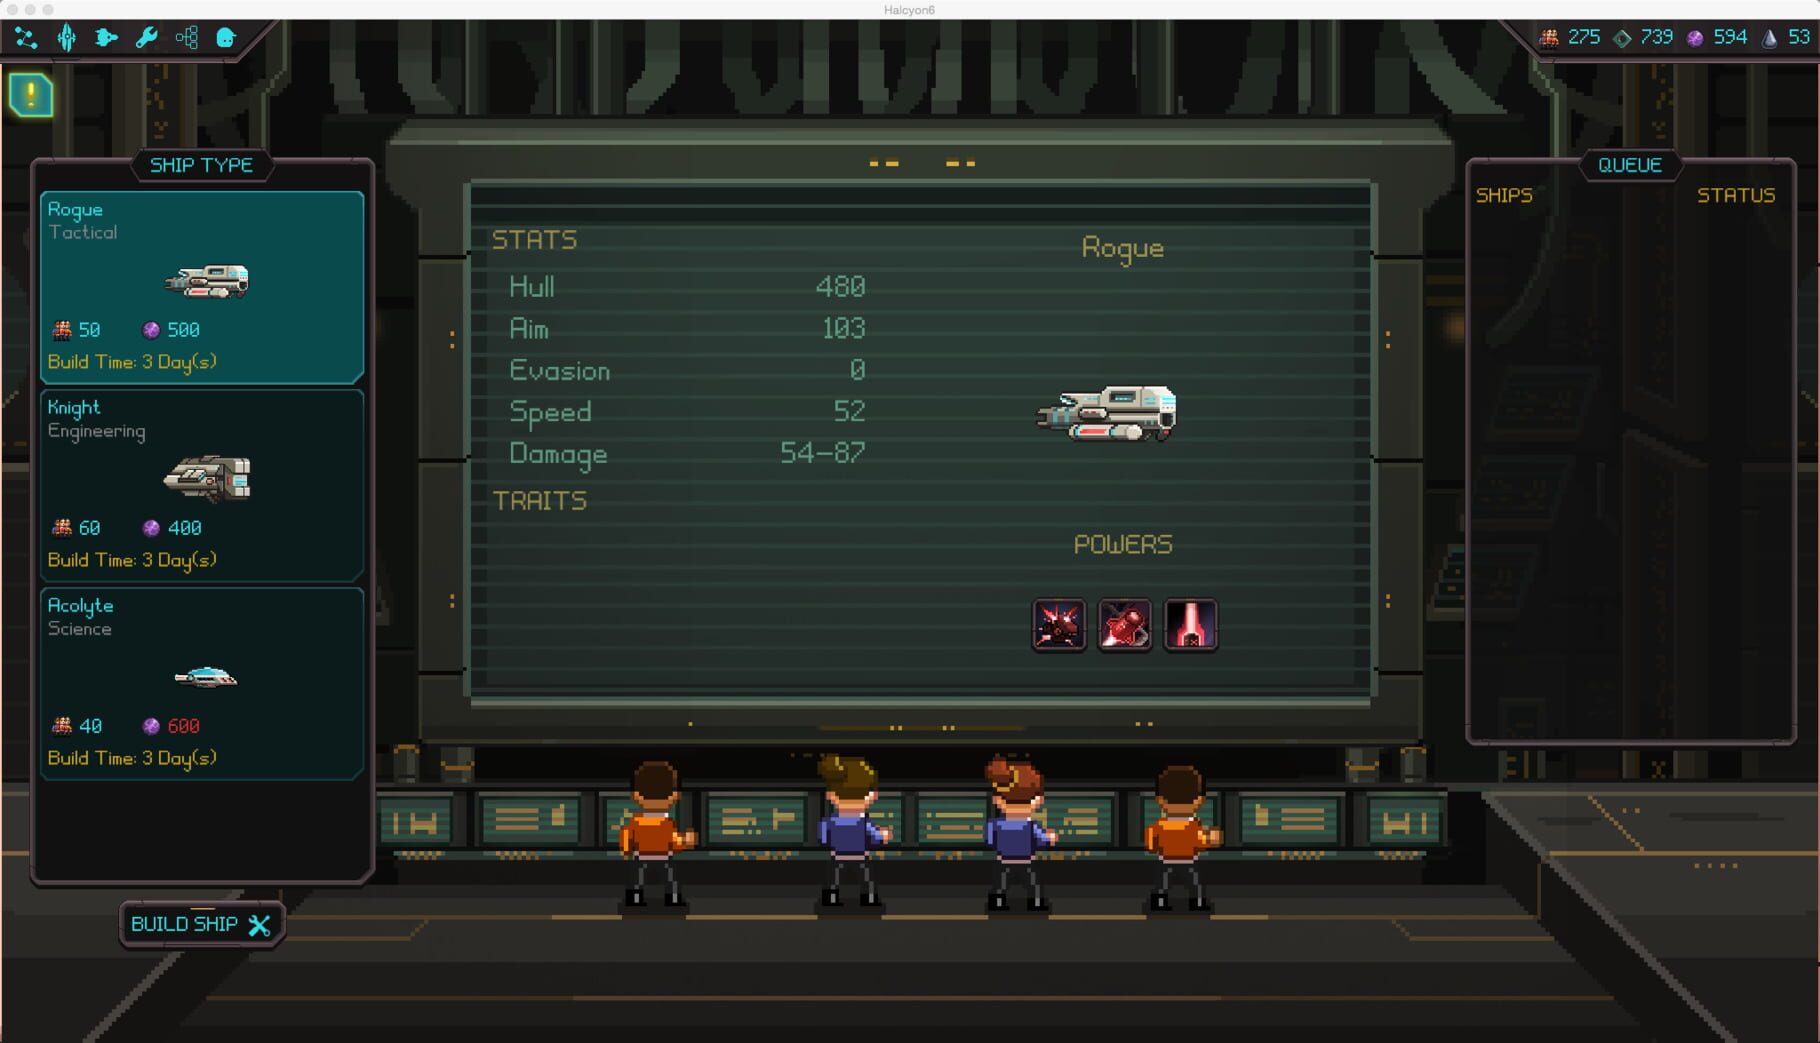 Halcyon6
275 739 594 53
!
SHIP TYPE
Rogue
Tactical
50 500
Build Time: 3 Day(s)
Knight
Engineering
60 400
Build Time: 3 Day(s)
Acolyte
Science
40 600
Build Time: 3 Day(s)
BUILD SHIP
STATS
Hull 480
Aim 103
Evasion 0
Speed 52
Damage 54-87
TRAITS
Rogue
POWERS
QUEUE
SHIPS STATUS